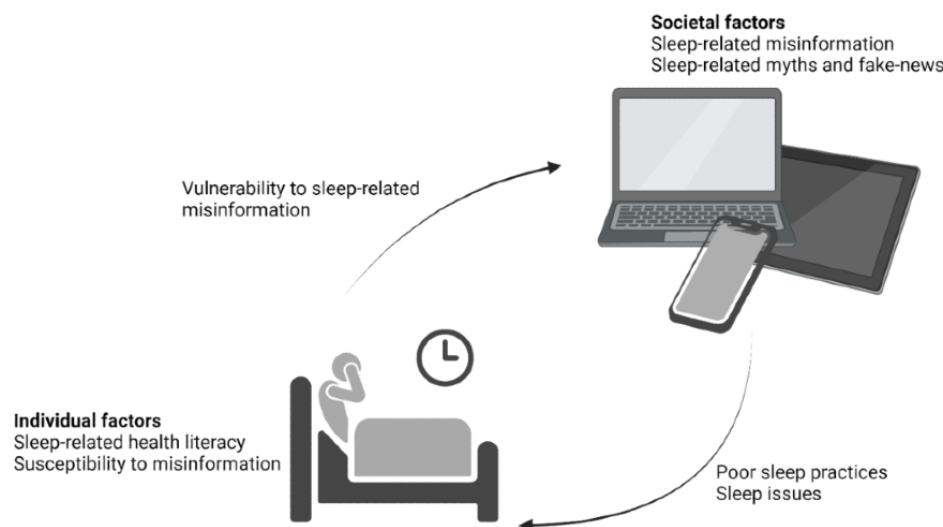 Societal factors
Sleep-related misinformation
Sleep-related myths and fake-news
Vulnerability to sleep-related
misinformation
Individual factors
Sleep-related health literacy
Susceptibility to misinformation
Poor sleep practices
Sleep issues